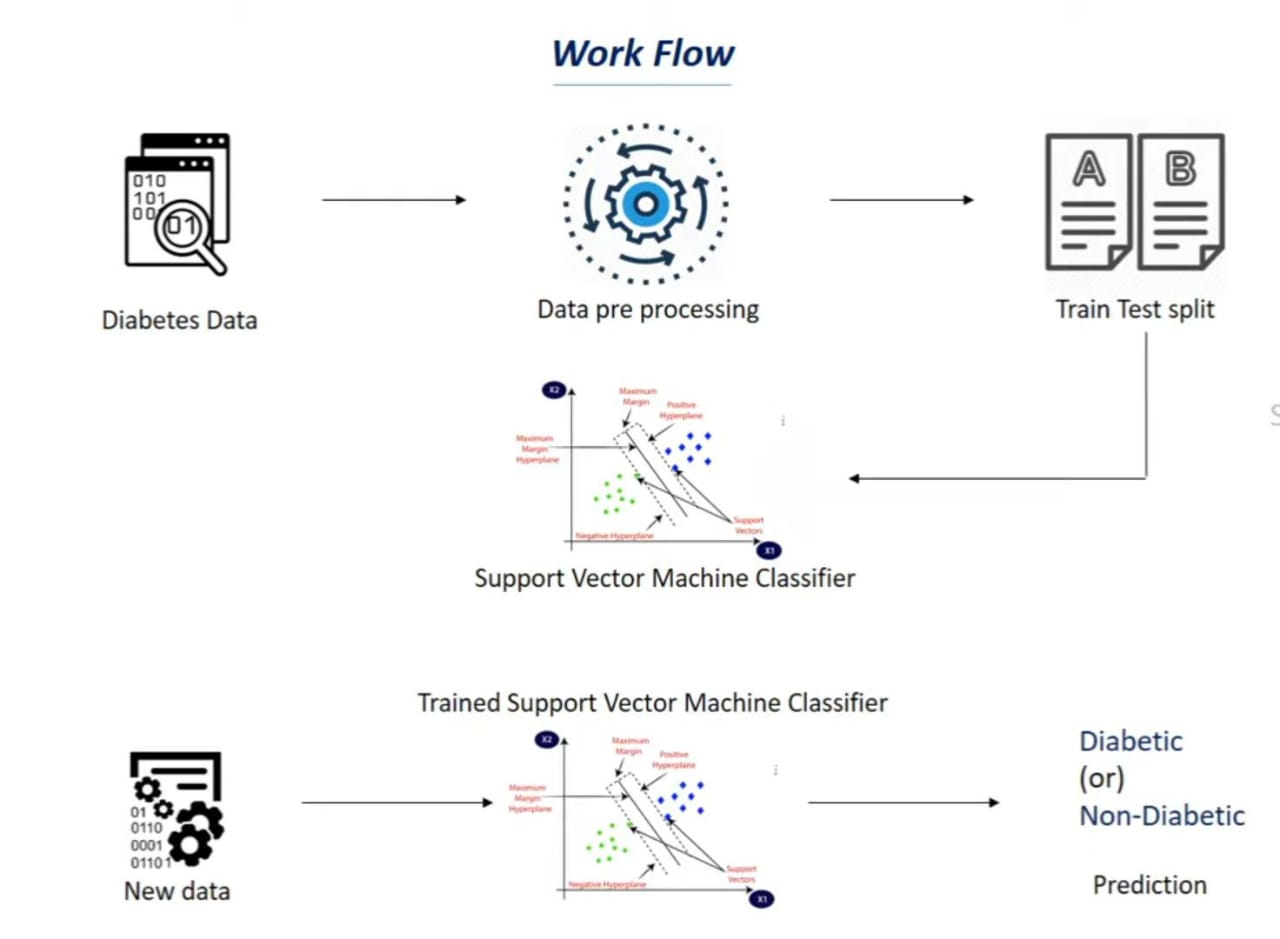 Work Flow
010
101
00
01
A
B
Diabetes Data
Data pre processing
Train Test split
X2
Maximum
Margin
Positive
Hyperplane
Maximum
Margin
Hyperplane
Support
Vectors
Negative Hyperplane
X1
Support Vector Machine Classifier
Trained Support Vector Machine Classifier
X2
Maximum
Margin
Positive
Hyperplane
Maximum
Margin
Hyperplane
Support
Vectors
Negative Hyperplane
X1
01
0110
0001
01101
New data
Diabetic
(or)
Non-Diabetic
Prediction